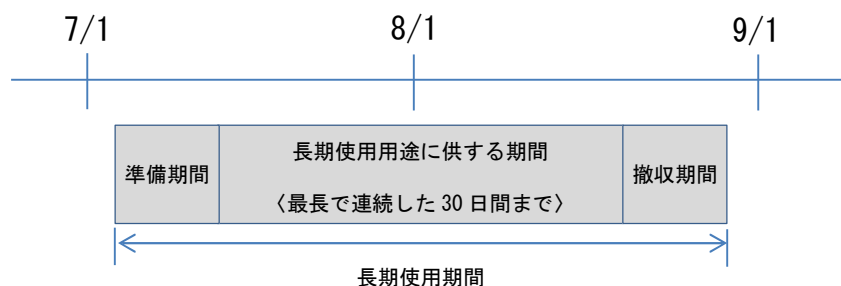 7/1 8/1 9/1
準備期間
長期使用用途に供する期間
〈最長で連続した 30 日間まで〉
撤収期間
長期使用期間